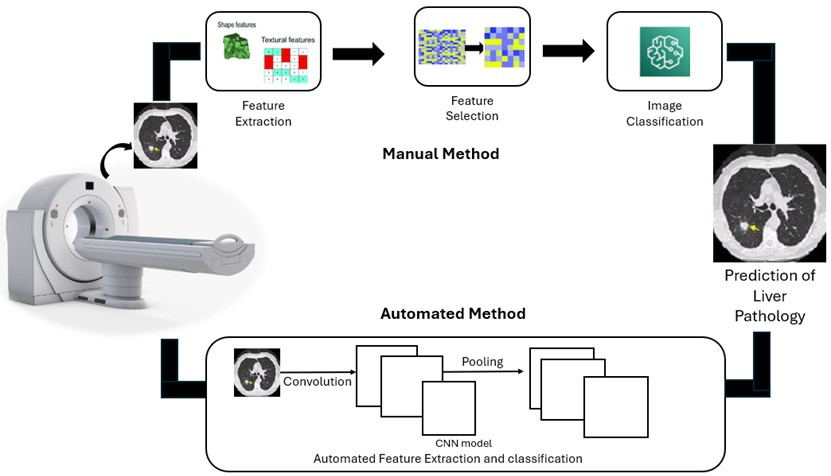 Shape features
Textural features
Feature
Extraction
Feature
Selection
Image
Classification
Manual Method
Prediction of
Liver
Pathology
Automated Method
Convolution
Pooling
CNN model
Automated Feature Extraction and classification